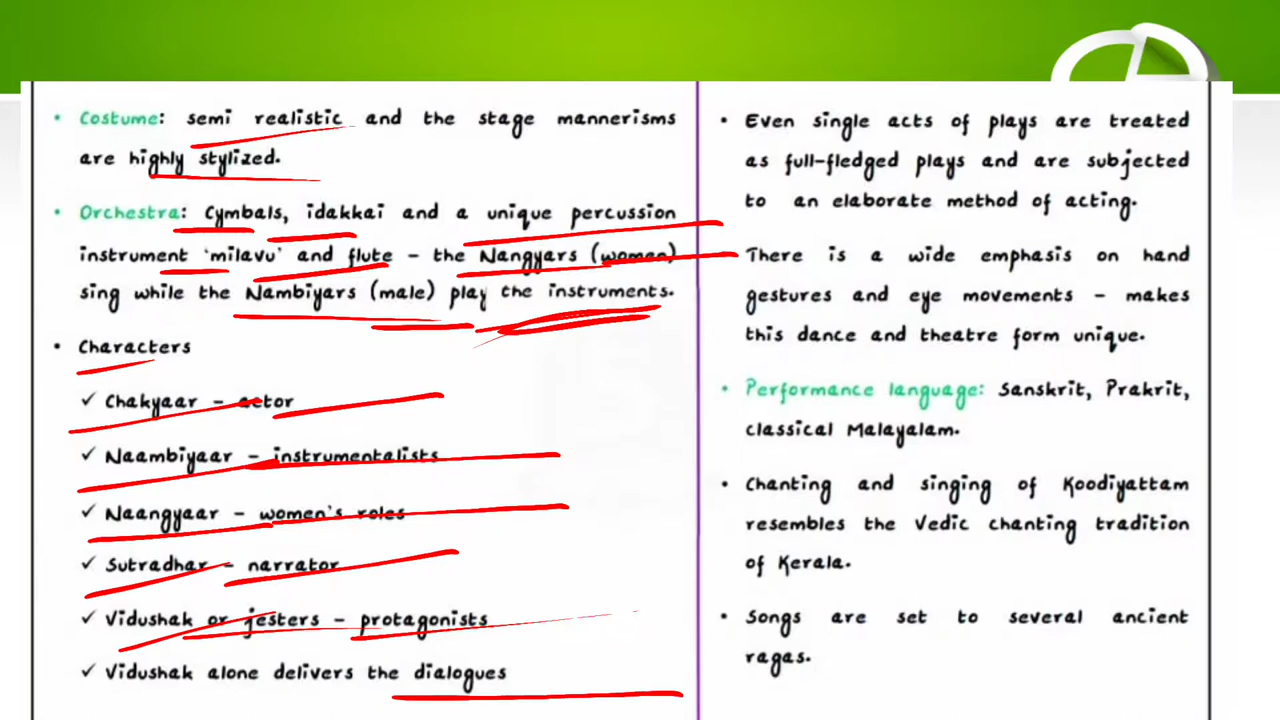 Costume: semi realistic and the stage mannerisms
are highly stylized.
Orchestra: Cymbals, idakkai and a unique percussion
instrument 'milavu' and flute – the Nangyars (women)
sing while the Nambiyars (male) play the instruments.
Characters
✓ Chakyaar – actor
✓ Naambiyaar – instrumentalists
✓ Naangyaar – women's roles
✓ Sutradhar – narrator
✓ Vidushak or jesters – protagonists
✓ Vidushak alone delivers the dialogues
Even single acts of plays are treated
as full-fledged plays and are subjected
to an elaborate method of acting.
There is a wide emphasis on hand
gestures and eye movements – makes
this dance and theatre form unique.
Performance language: Sanskrit, Prakrit,
classical Malayalam.
Chanting and singing of Koodiyattam
resembles the Vedic chanting tradition
of Kerala.
Songs are set to several ancient
ragas.